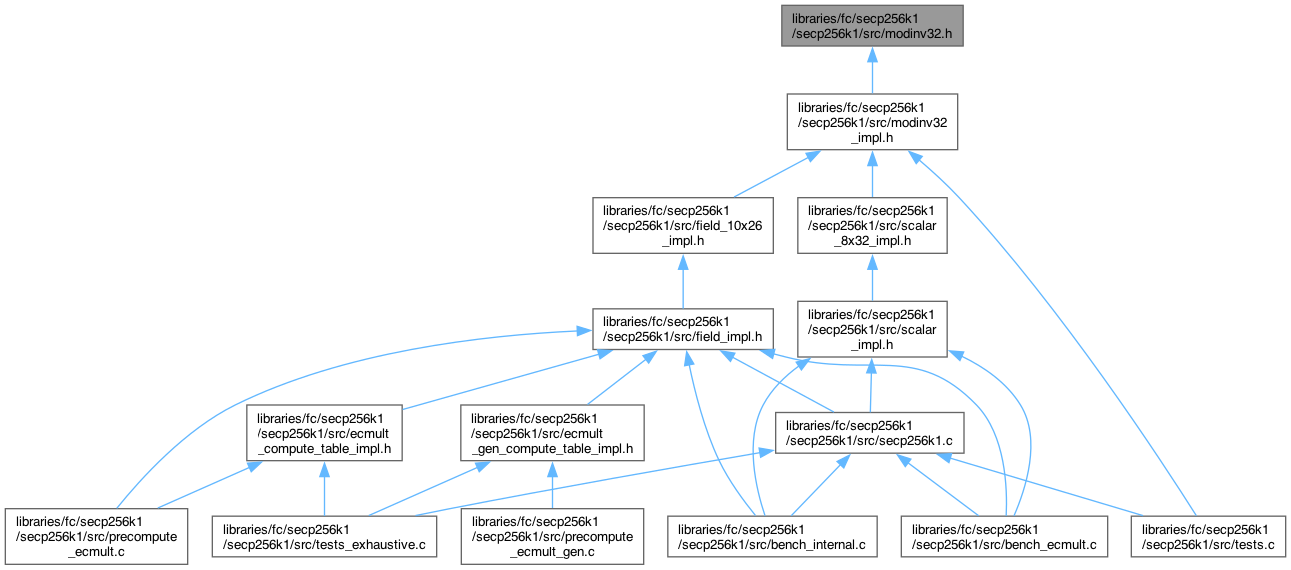 libraries/fc/secp256k1
/secp256k1/src/modinv32.h
libraries/fc/secp256k1
/secp256k1/src/modinv32
_impl.h
libraries/fc/secp256k1
/secp256k1/src/field_10x26
_impl.h
libraries/fc/secp256k1
/secp256k1/src/scalar
_8x32_impl.h
libraries/fc/secp256k1
/secp256k1/src/field_impl.h
libraries/fc/secp256k1
/secp256k1/src/scalar
_impl.h
libraries/fc/secp256k1
/secp256k1/src/ecmult
_compute_table_impl.h
libraries/fc/secp256k1
/secp256k1/src/ecmult
_gen_compute_table_impl.h
libraries/fc/secp256k1
/secp256k1/src/secp256k1.c
libraries/fc/secp256k1
/secp256k1/src/precompute
_ecmult.c
libraries/fc/secp256k1
/secp256k1/src/tests_exhaustive.c
libraries/fc/secp256k1
/secp256k1/src/precompute
_ecmult_gen.c
libraries/fc/secp256k1
/secp256k1/src/bench_internal.c
libraries/fc/secp256k1
/secp256k1/src/bench_ecmult.c
libraries/fc/secp256k1
/secp256k1/src/tests.c